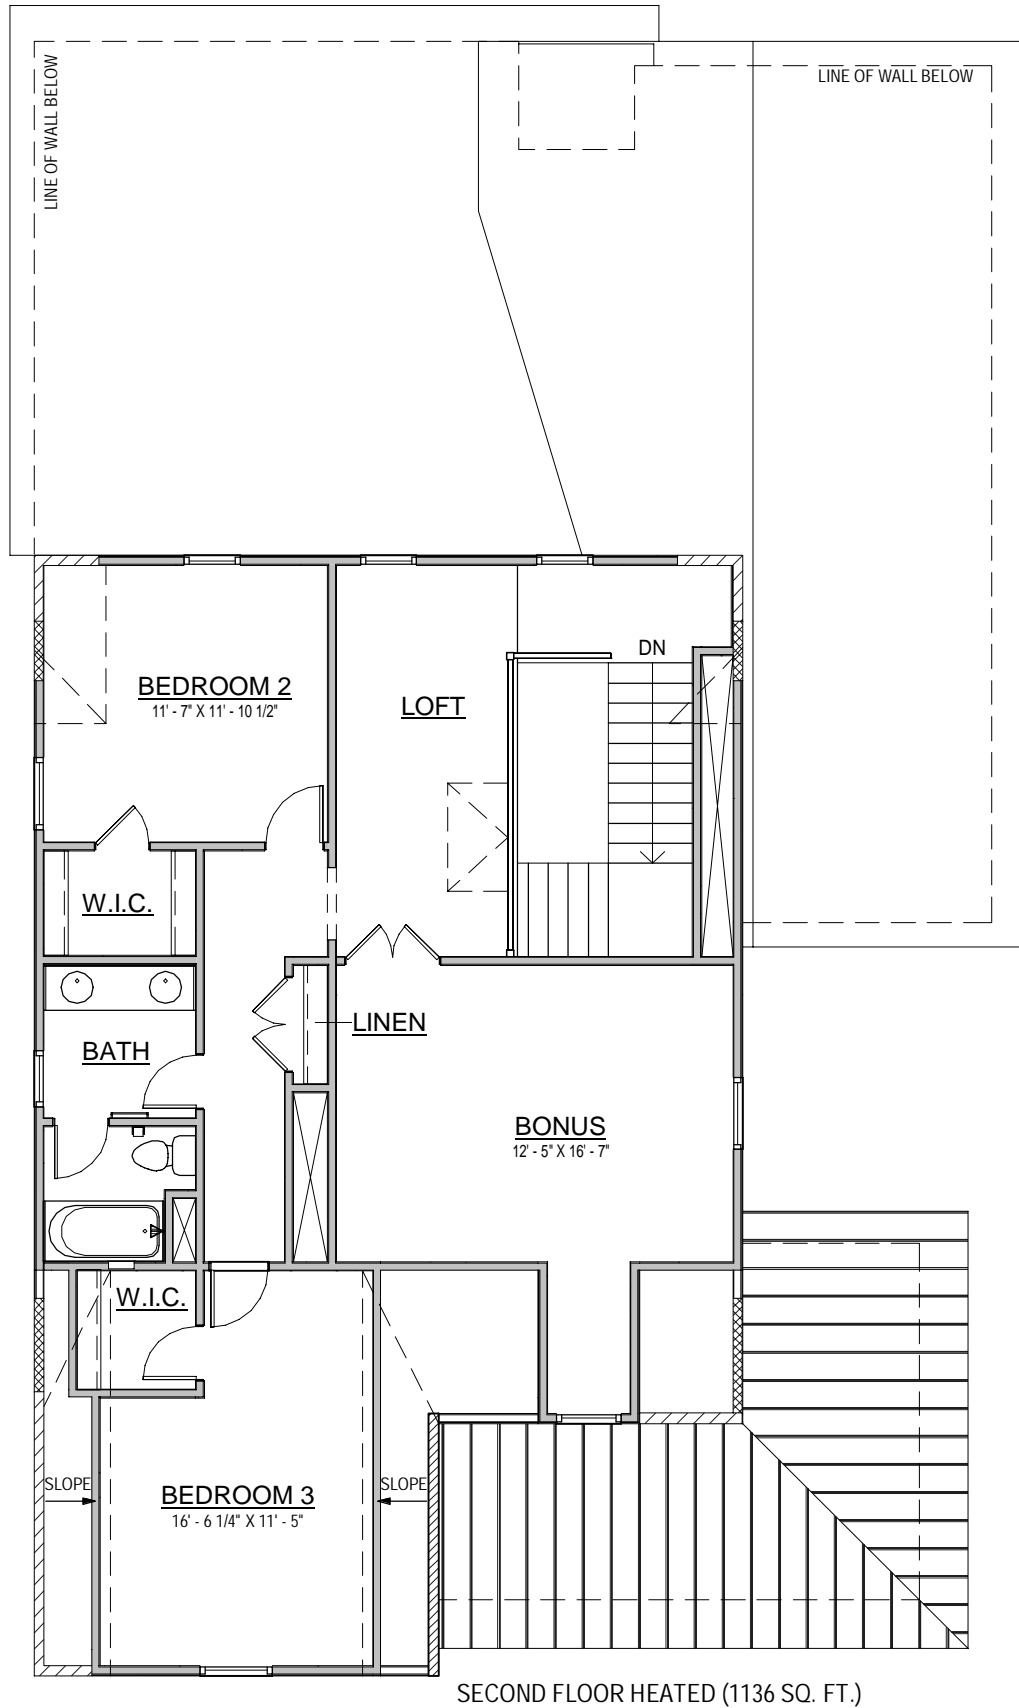 LINE OF WALL BELOW
LINE OF WALL BELOW
DN
BEDROOM 2
11' - 7" X 11' - 10 1/2"
LOFT
W.I.C.
LINEN
BATH
BONUS
12' - 5" X 16' - 7"
W.I.C.
SLOPE
SLOPE
BEDROOM 3
16' - 6 1/4" X 11' - 5"
SECOND FLOOR HEATED (1136 SQ. FT.)